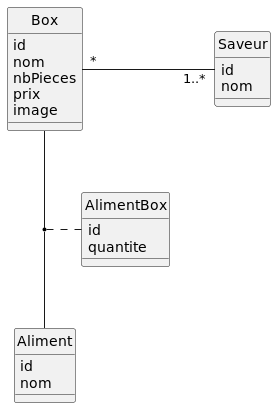 Box
id
nom
nbPieces
prix
image
*
1..*
Saveur
id
nom
AlimentBox
id
quantite
Aliment
id
nom